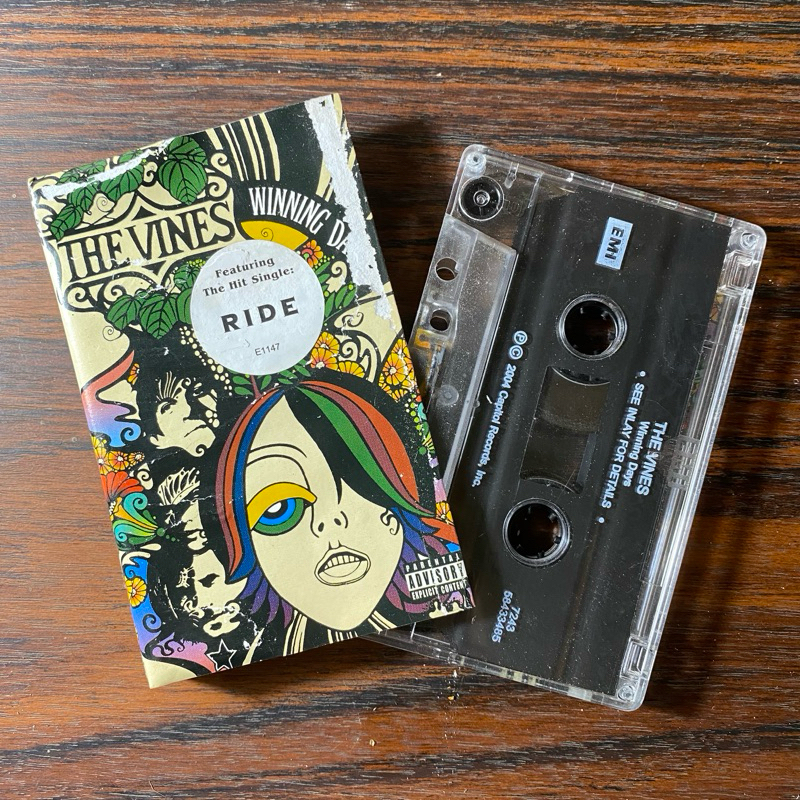 THE VINES
WINNING DA
Featuring
The Hit Single:
RIDE
E1147
PARENTAL
ADVISORY
EXPLICIT CONTENT
EMI
THE VINES
Winning Days
• SEE INLAY FOR DETAILS •
℗ © 2004 Capitol Records, Inc.
7243
58433485